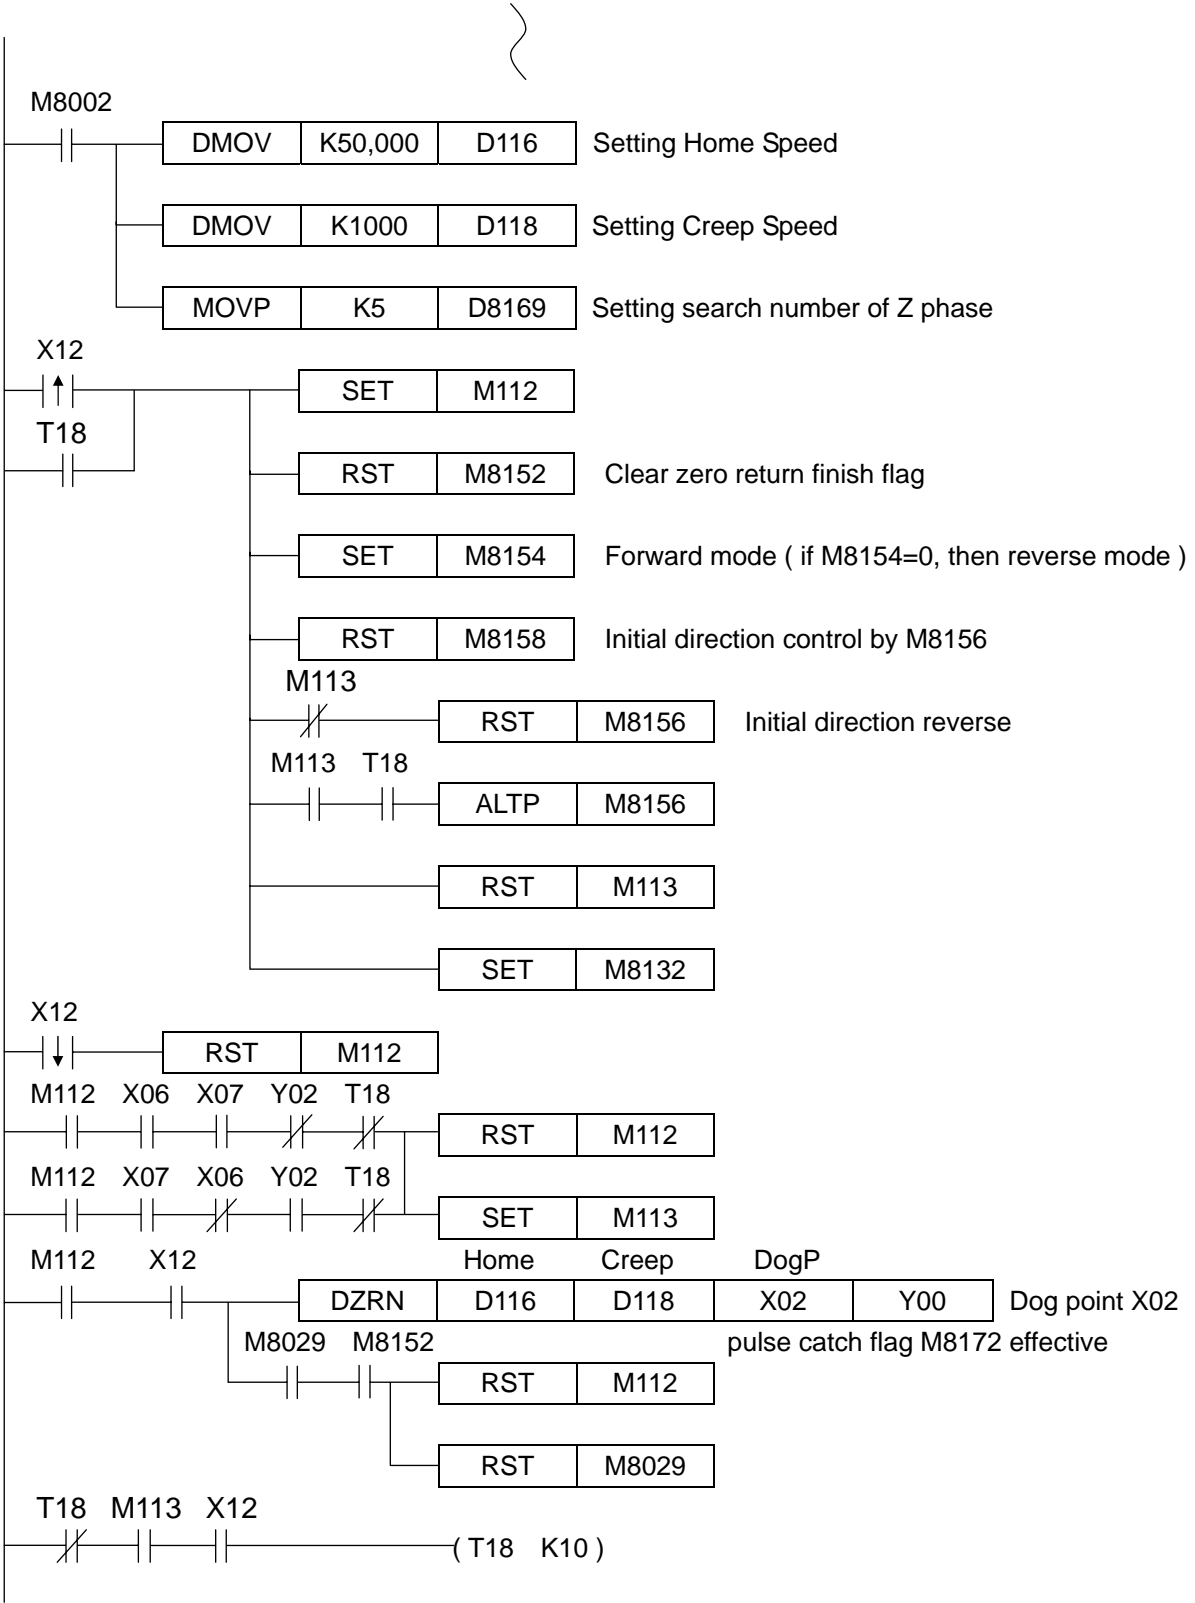 M8002
DMOV K50,000 D116 Setting Home Speed
DMOV K1000 D118 Setting Creep Speed
MOVP K5 D8169 Setting search number of Z phase
X12
SET M112
T18
RST M8152 Clear zero return finish flag
SET M8154 Forward mode ( if M8154=0, then reverse mode )
RST M8158 Initial direction control by M8156
M113
RST M8156 Initial direction reverse
M113 T18
ALTP M8156
RST M113
SET M8132
X12
RST M112
M112 X06 X07 Y02 T18
RST M112
M112 X07 X06 Y02 T18
SET M113
M112 X12 Home Creep DogP
DZRN D116 D118 X02 Y00 Dog point X02
M8029 M8152 pulse catch flag M8172 effective
RST M112
RST M8029
T18 M113 X12
( T18 K10 )